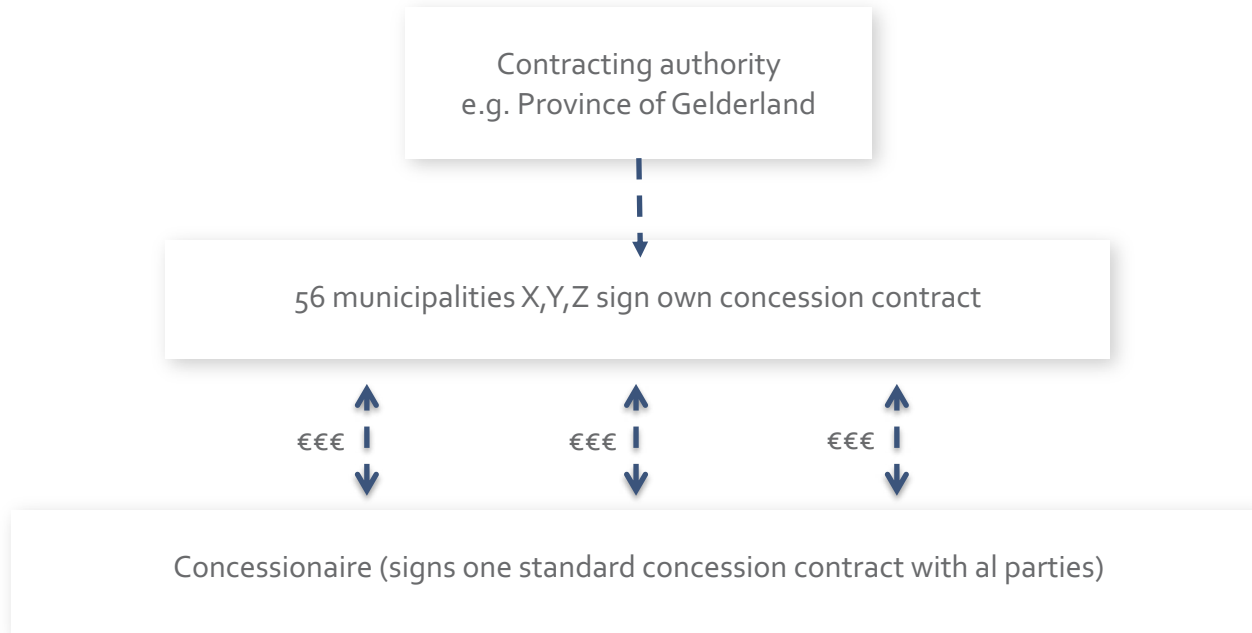 Contracting authority
e.g. Province of Gelderland
56 municipalities X,Y,Z sign own concession contract
€€€ €€€ €€€
Concessionaire (signs one standard concession contract with al parties)